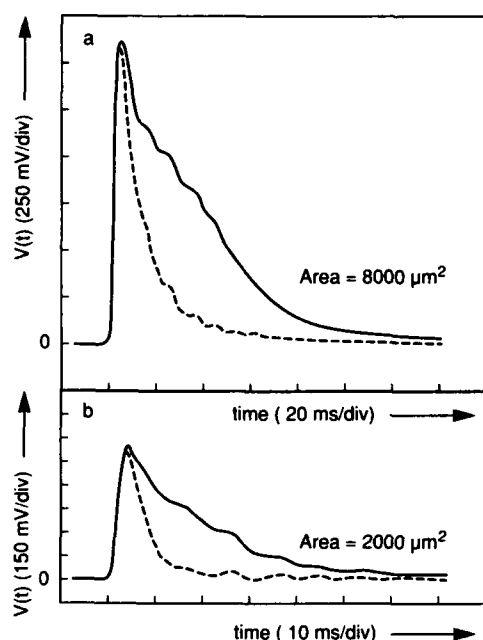 a
V(t) (250 mV/div)
Area = 8000 μm²
0
time ( 20 ms/div)
b
V(t) (150 mV/div)
Area = 2000 μm²
0
time ( 10 ms/div)